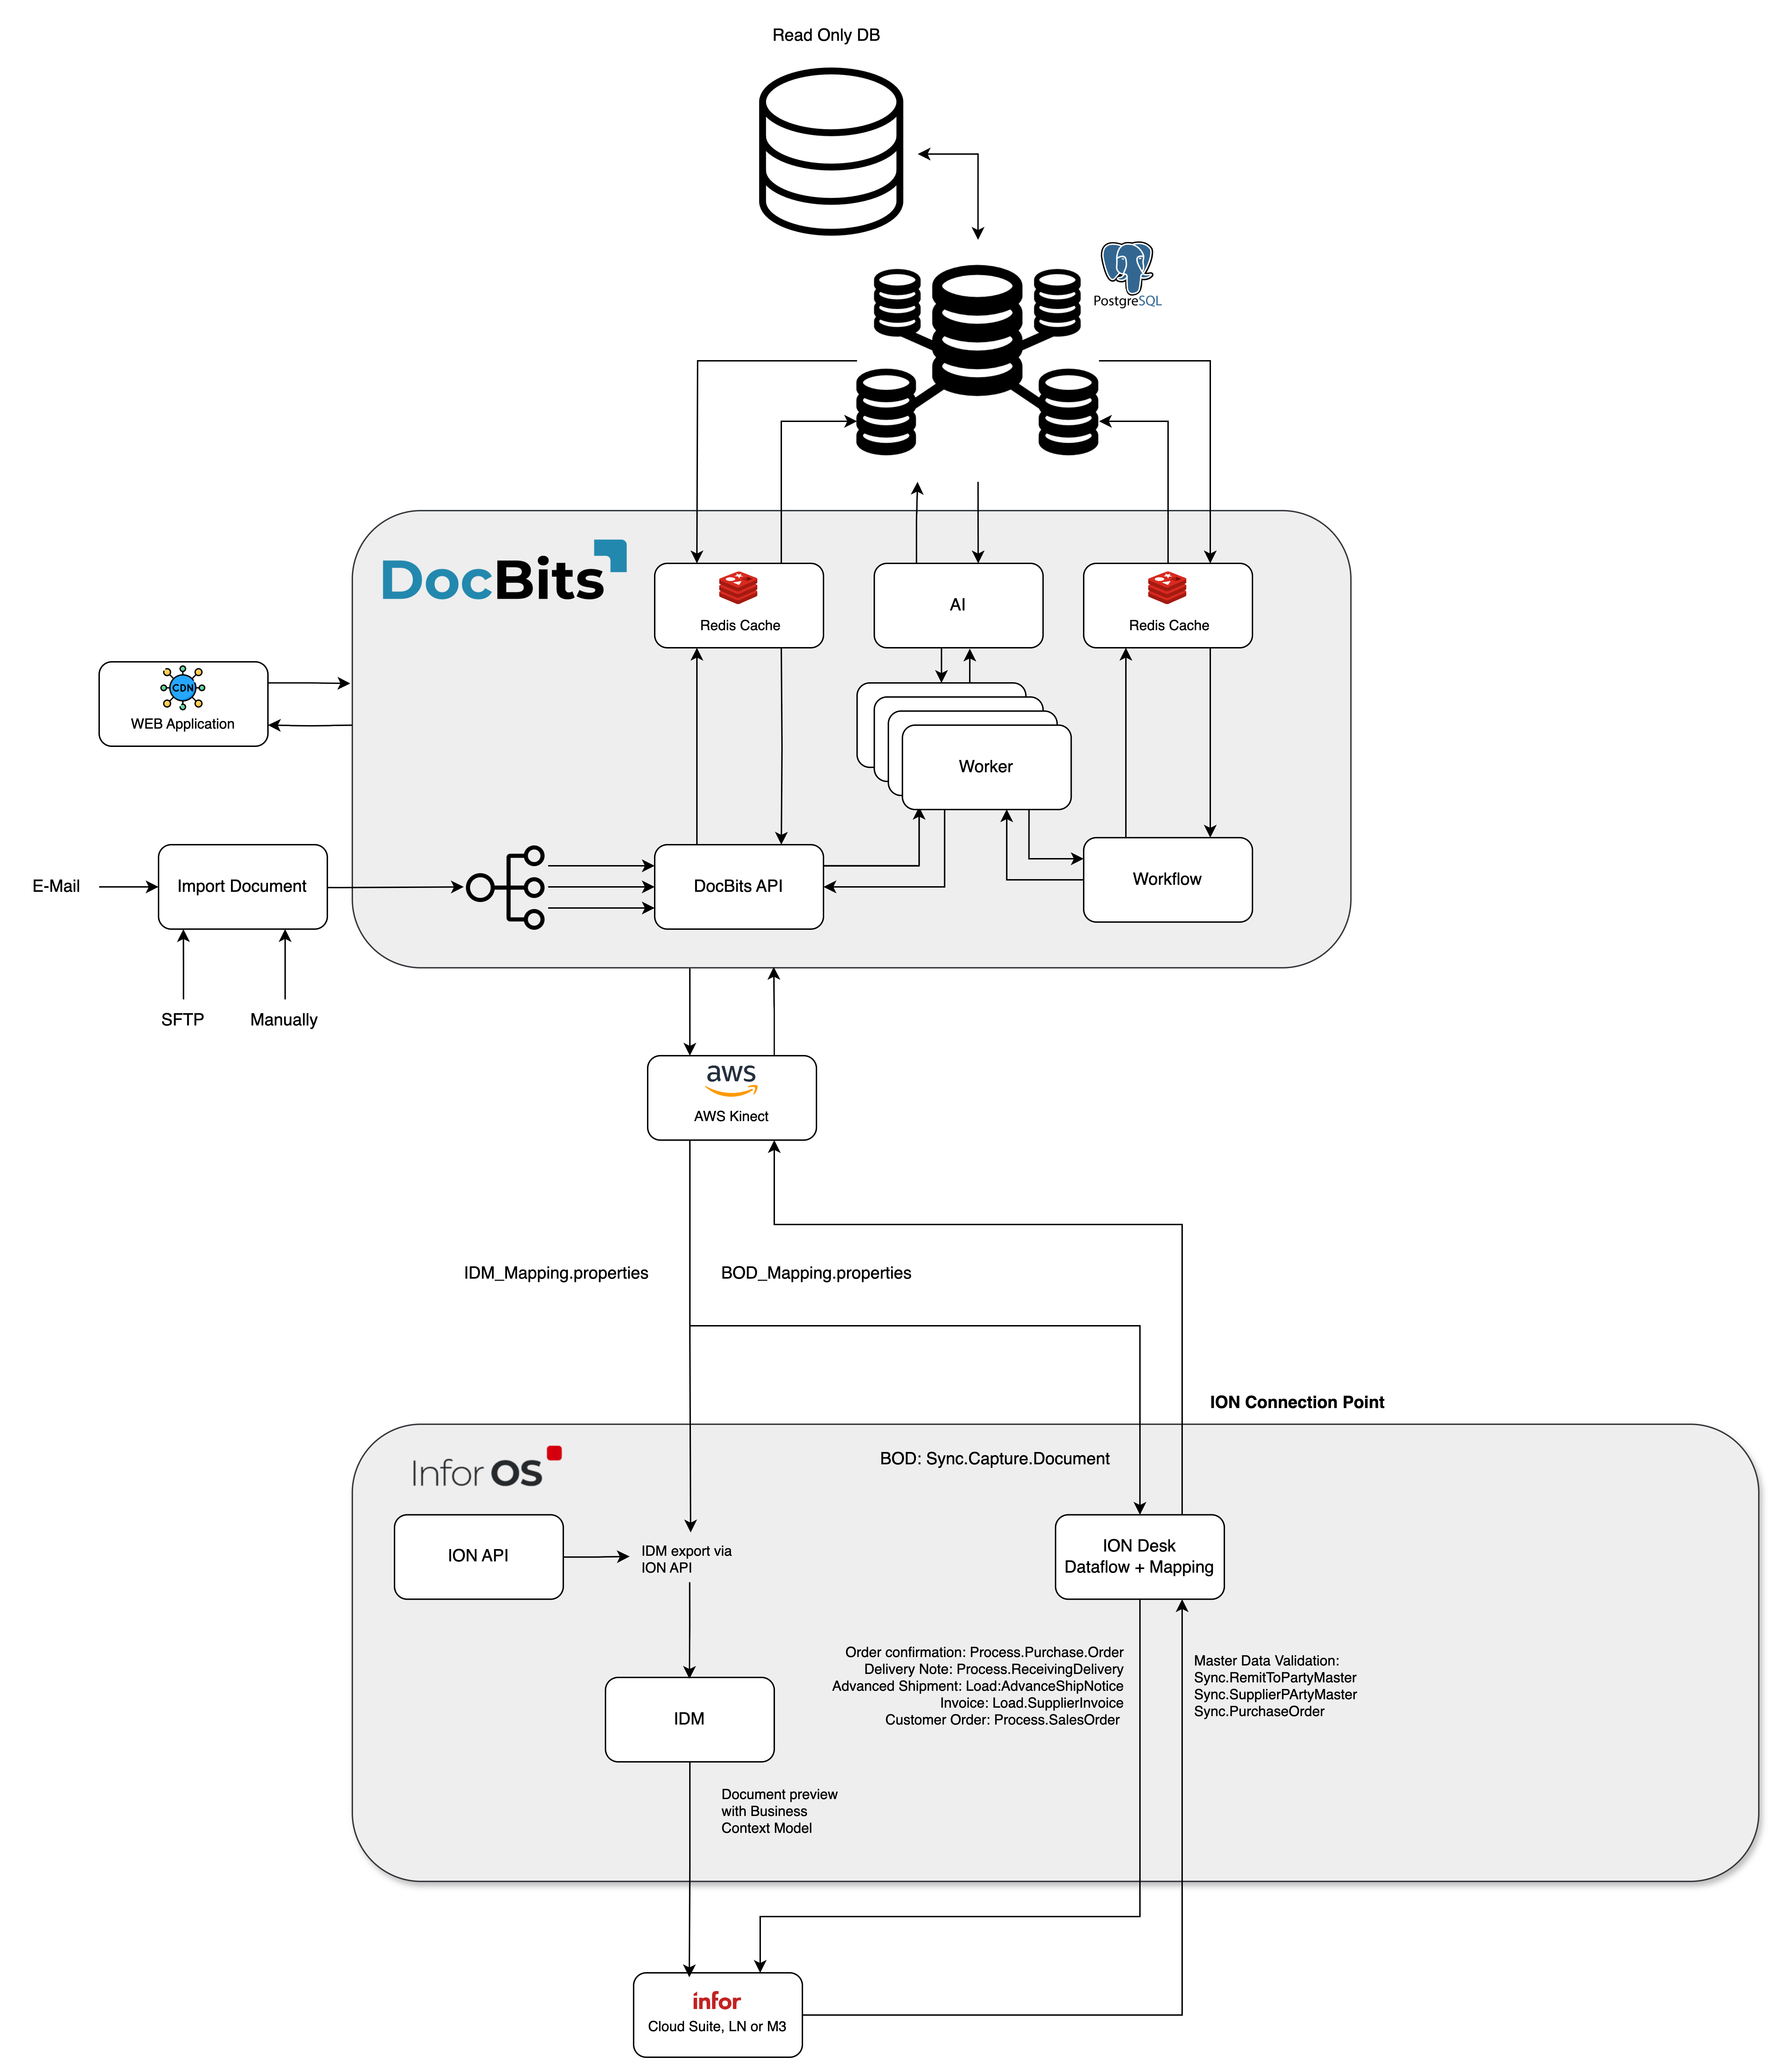 Read Only DB
PostgreSQL
DocBits
Redis Cache
AI
Redis Cache
CDN
WEB Application
Worker
E-Mail
Import Document
DocBits API
Workflow
SFTP
Manually
aws
AWS Kinect
IDM_Mapping.properties
BOD_Mapping.properties
ION Connection Point
Infor OS
BOD: Sync.Capture.Document
ION API
IDM export via
ION API
ION Desk
Dataflow + Mapping
Order confirmation: Process.Purchase.Order
Delivery Note: Process.ReceivingDelivery
Advanced Shipment: Load:AdvanceShipNotice
Invoice: Load.SupplierInvoice
Customer Order: Process.SalesOrder
Master Data Validation:
Sync.RemitToPartyMaster
Sync.SupplierPArtyMaster
Sync.PurchaseOrder
IDM
Document preview
with Business
Context Model
infor
Cloud Suite, LN or M3